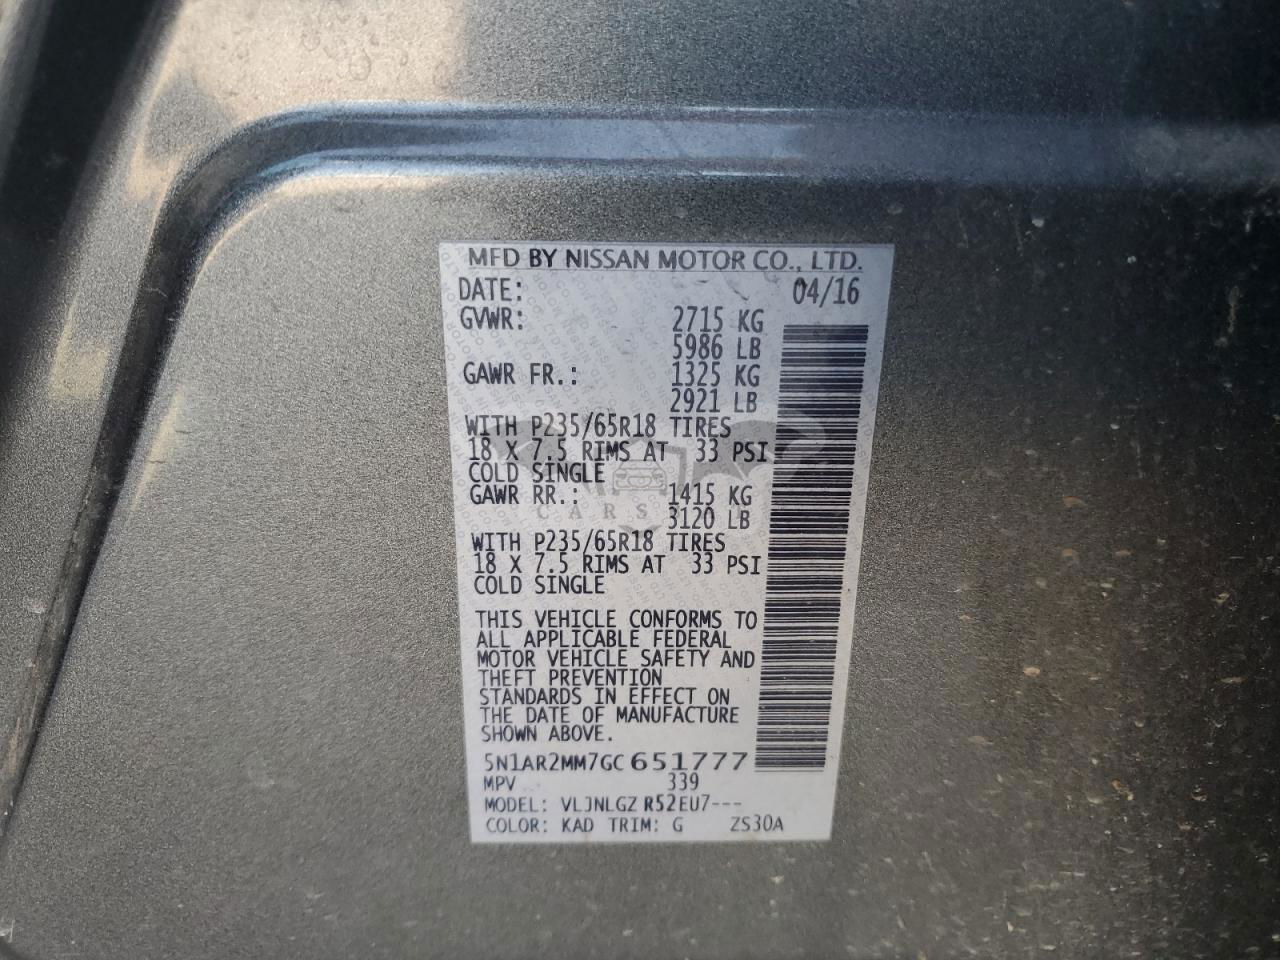 MFD BY NISSAN MOTOR CO., LTD.
DATE: 04/16
GVWR: 2715 KG
5986 LB
GAWR FR.: 1325 KG
2921 LB
WITH P235/65R18 TIRES
18 X 7.5 RIMS AT 33 PSI
COLD SINGLE
GAWR RR.: 1415 KG
CARS
3120 LB
WITH P235/65R18 TIRES
18 X 7.5 RIMS AT 33 PSI
COLD SINGLE
THIS VEHICLE CONFORMS TO
ALL APPLICABLE FEDERAL
MOTOR VEHICLE SAFETY AND
THEFT PREVENTION
STANDARDS IN EFFECT ON
THE DATE OF MANUFACTURE
SHOWN ABOVE.
5N1AR2MM7GC651777
MPV 339
MODEL: VLJNLGZ R52EU7---
COLOR: KAD TRIM: G ZS30A